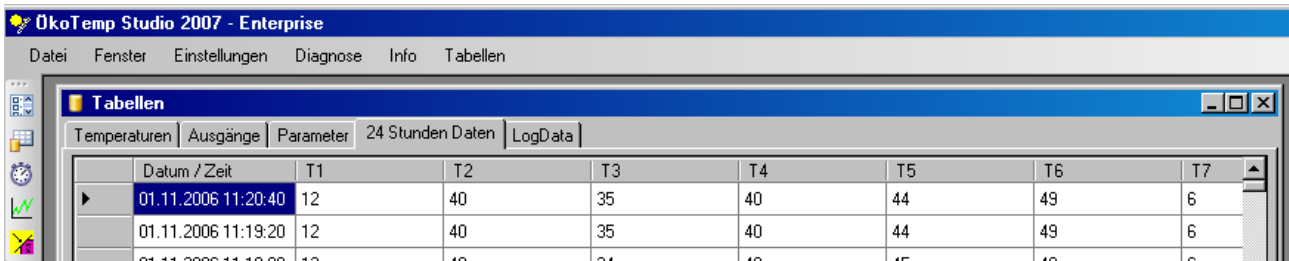 ÖkoTemp Studio 2007 - Enterprise
Datei Fenster Einstellungen Diagnose Info Tabellen
Tabellen
Temperaturen Ausgänge Parameter 24 Stunden Daten LogData
Datum / Zeit T1 T2 T3 T4 T5 T6 T7
01.11.2006 11:20:40 12 40 35 40 44 49 6
01.11.2006 11:19:20 12 40 35 40 44 49 6